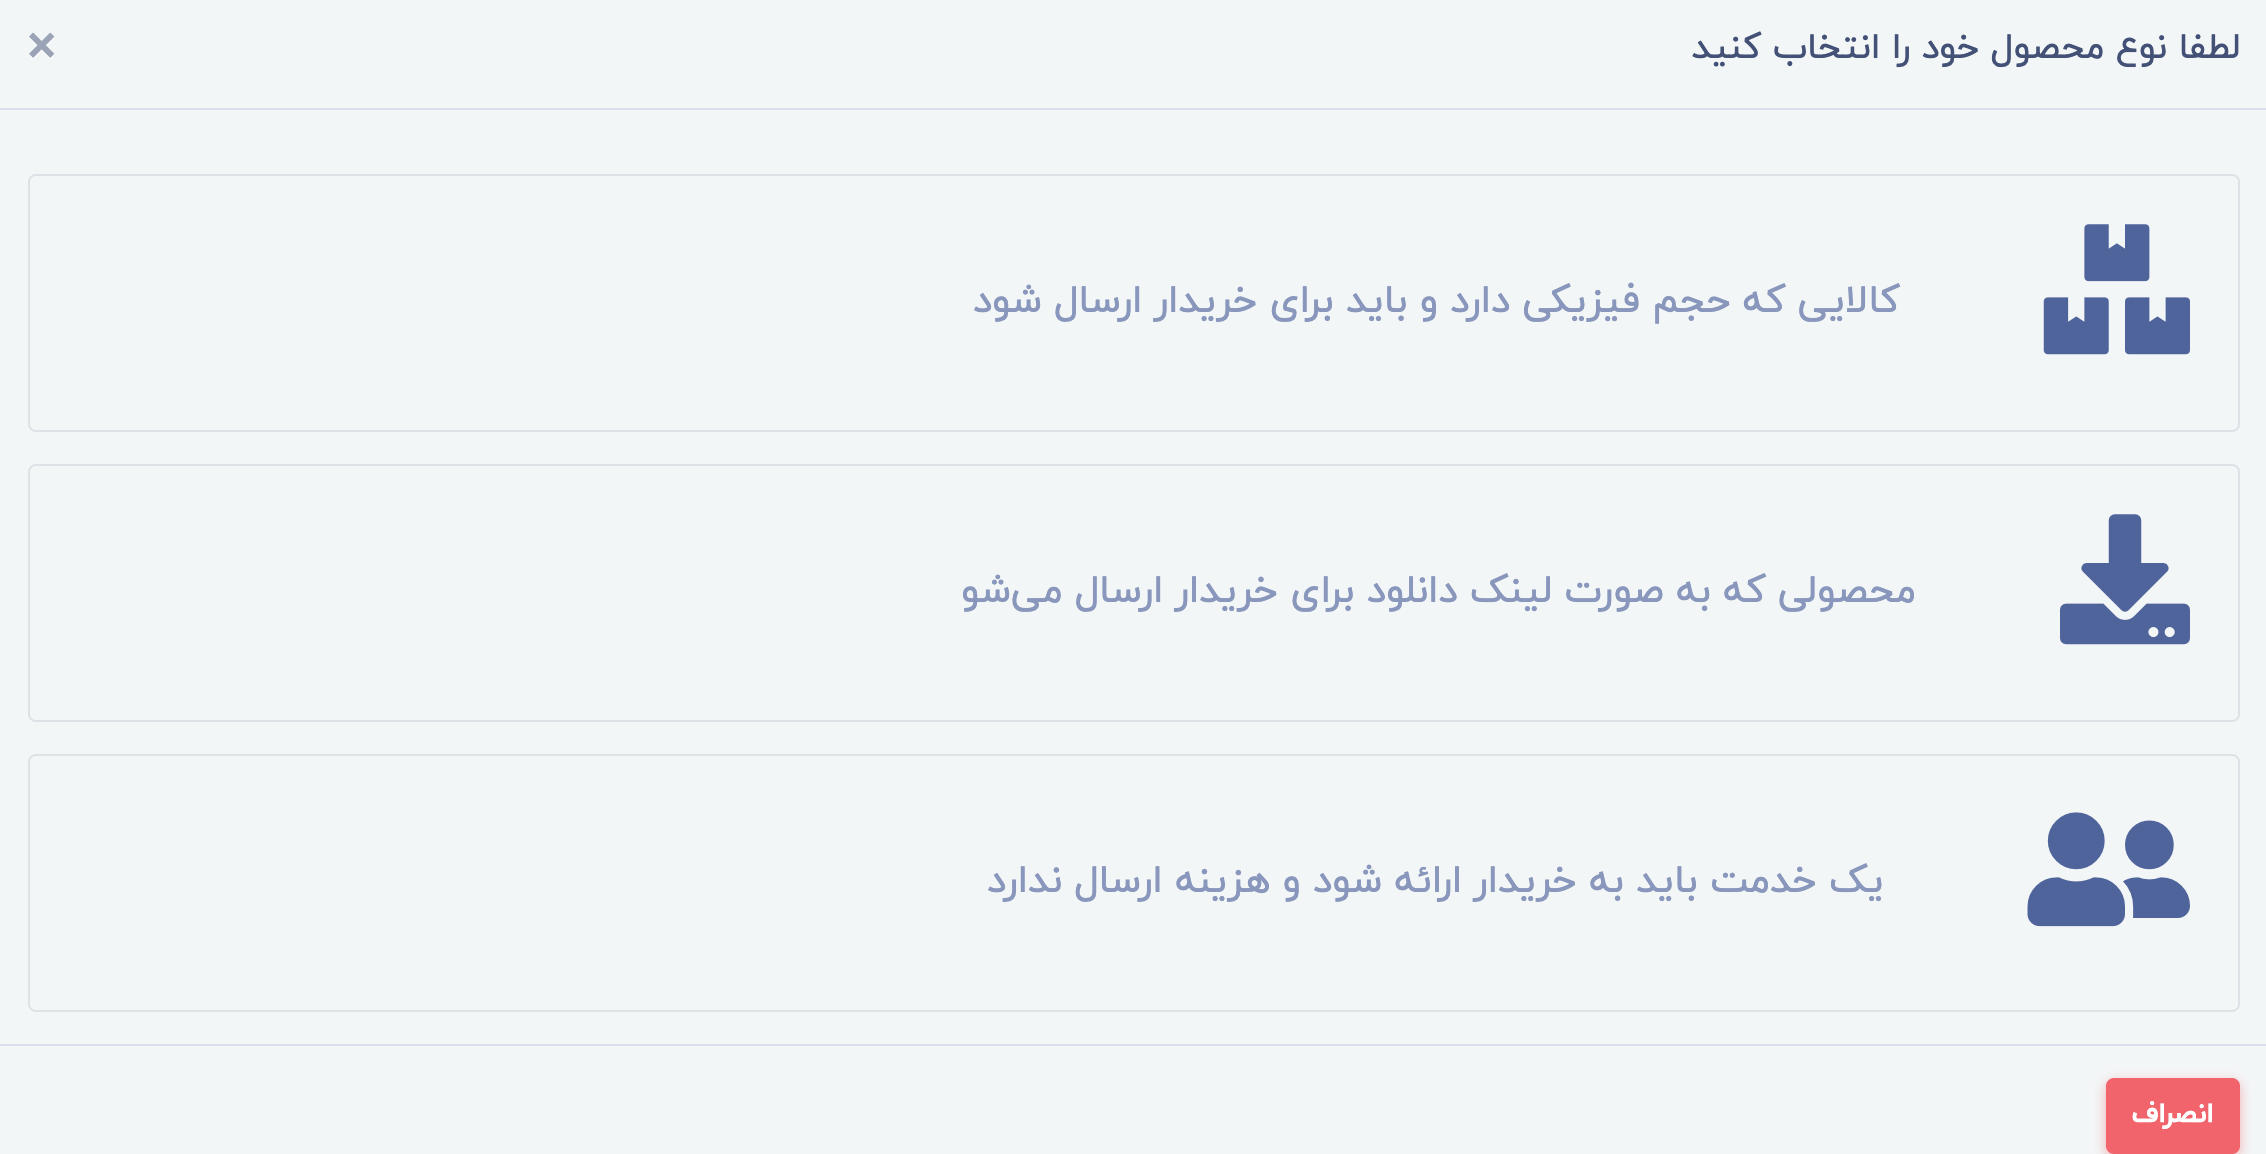 لطفا نوع محصول خود را انتخاب کنید
کالایی که حجم فیزیکی دارد و باید برای خریدار ارسال شود
محصولی که به صورت لینک دانلود برای خریدار ارسال می‌شو
یک خدمت باید به خریدار ارائه شود و هزینه ارسال ندارد
انصراف